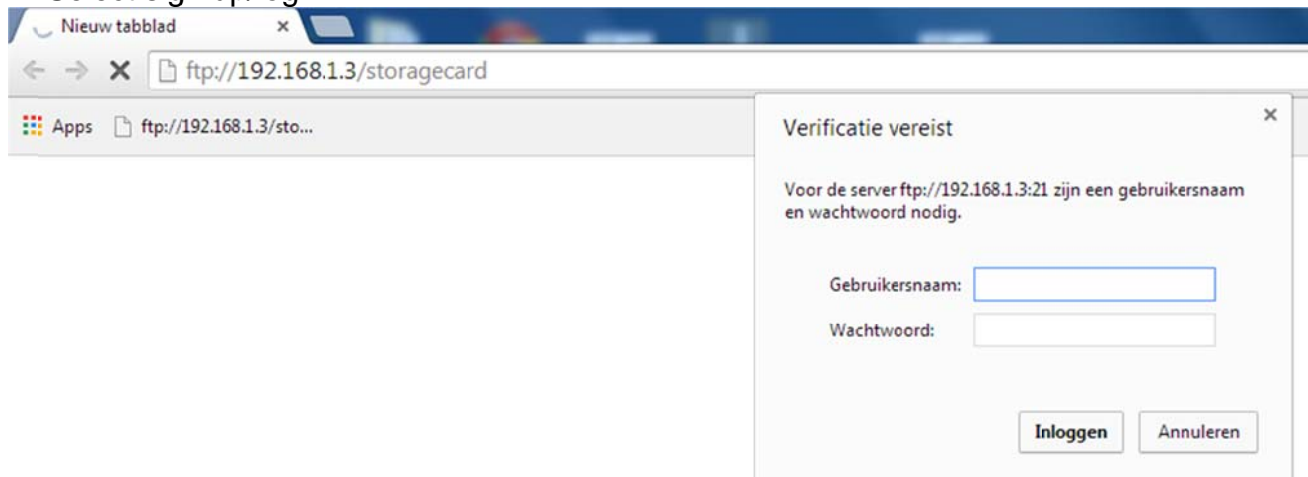 Nieuw tabblad
ftp://192.168.1.3/storagecard
Apps ftp://192.168.1.3/sto...
Verificatie vereist
Voor de server ftp://192.168.1.3:21 zijn een gebruikersnaam
en wachtwoord nodig.
Gebruikersnaam:
Wachtwoord:
Inloggen Annuleren